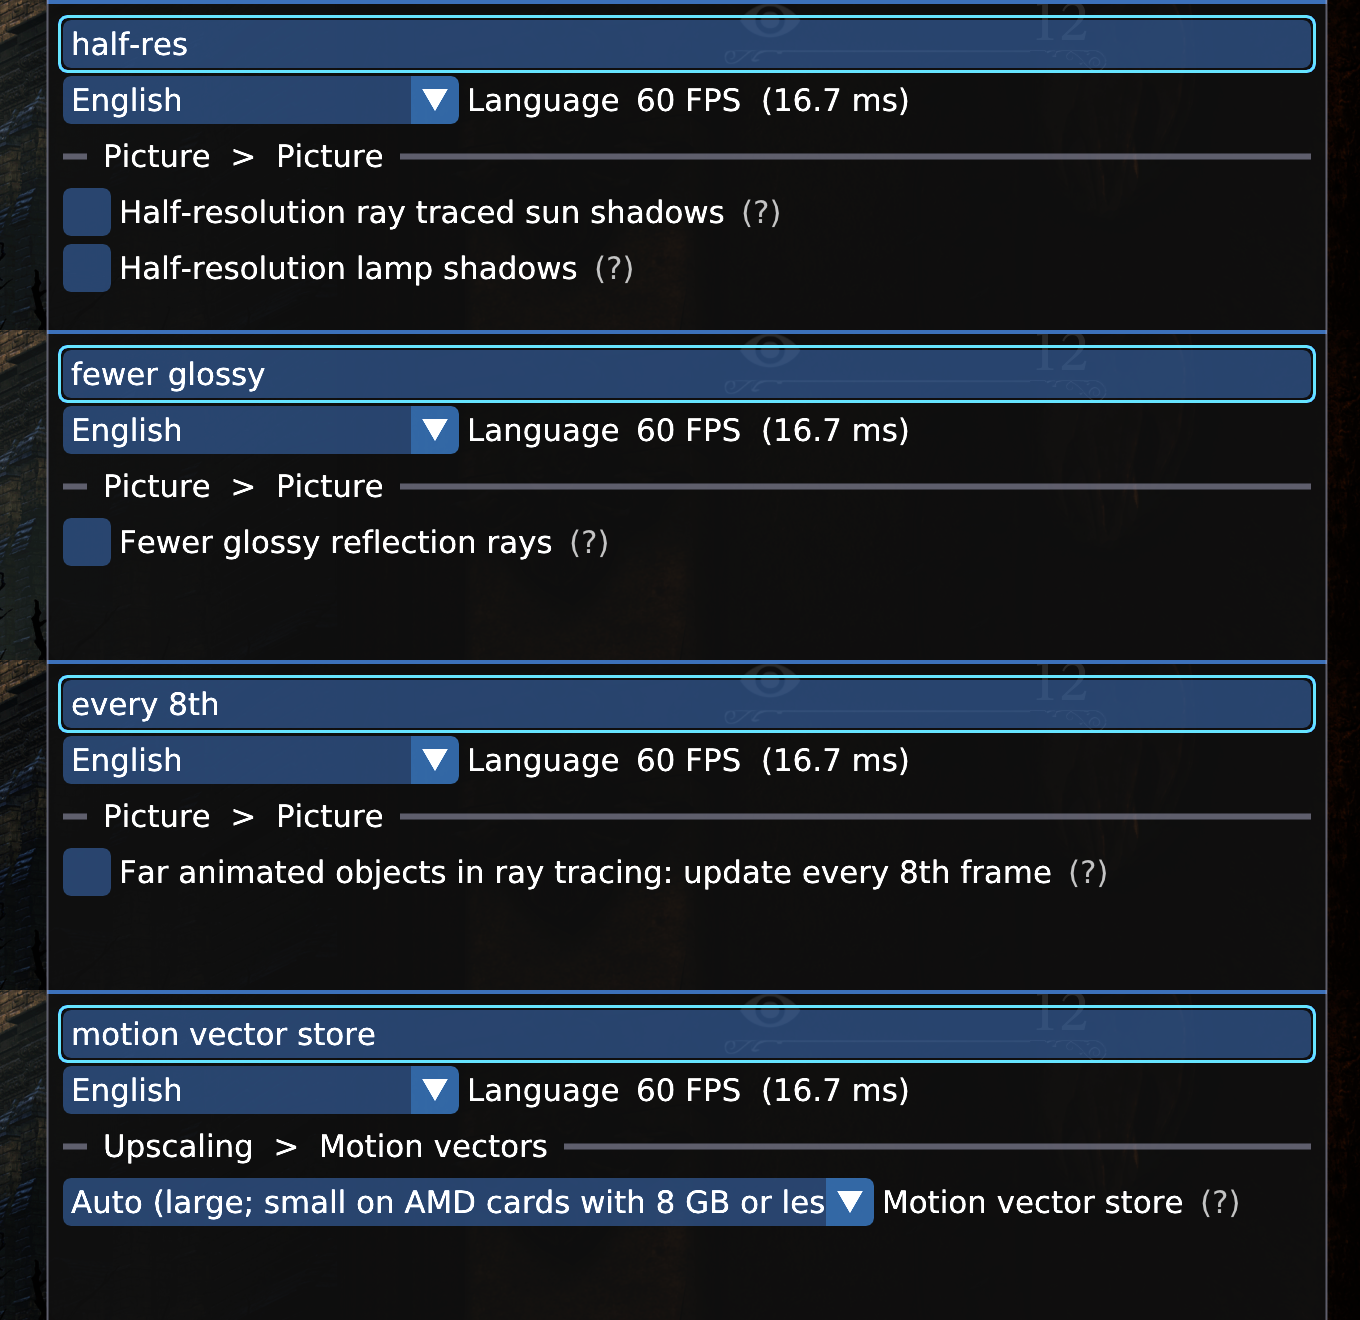 half-res
English Language 60 FPS (16.7 ms)
Picture > Picture
Half-resolution ray traced sun shadows (?)
Half-resolution lamp shadows (?)
12
fewer glossy
English Language 60 FPS (16.7 ms)
Picture > Picture
Fewer glossy reflection rays (?)
12
every 8th
English Language 60 FPS (16.7 ms)
Picture > Picture
Far animated objects in ray tracing: update every 8th frame (?)
12
motion vector store
English Language 60 FPS (16.7 ms)
Upscaling > Motion vectors
Auto (large; small on AMD cards with 8 GB or les Motion vector store (?)
12